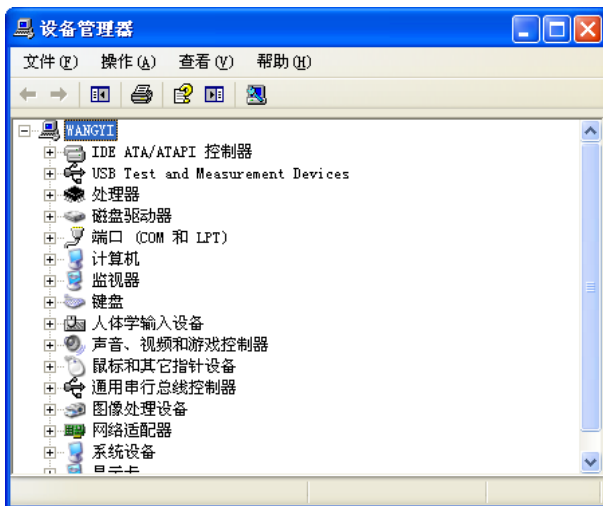 设备管理器
文件(F) 操作(A) 查看(V) 帮助(H)
WANGYI
IDE ATA/ATAPI 控制器
USB Test and Measurement Devices
处理器
磁盘驱动器
端口 (COM 和 LPT)
计算机
监视器
键盘
人体学输入设备
声音、视频和游戏控制器
鼠标和其它指针设备
通用串行总线控制器
图像处理设备
网络适配器
系统设备
显示卡